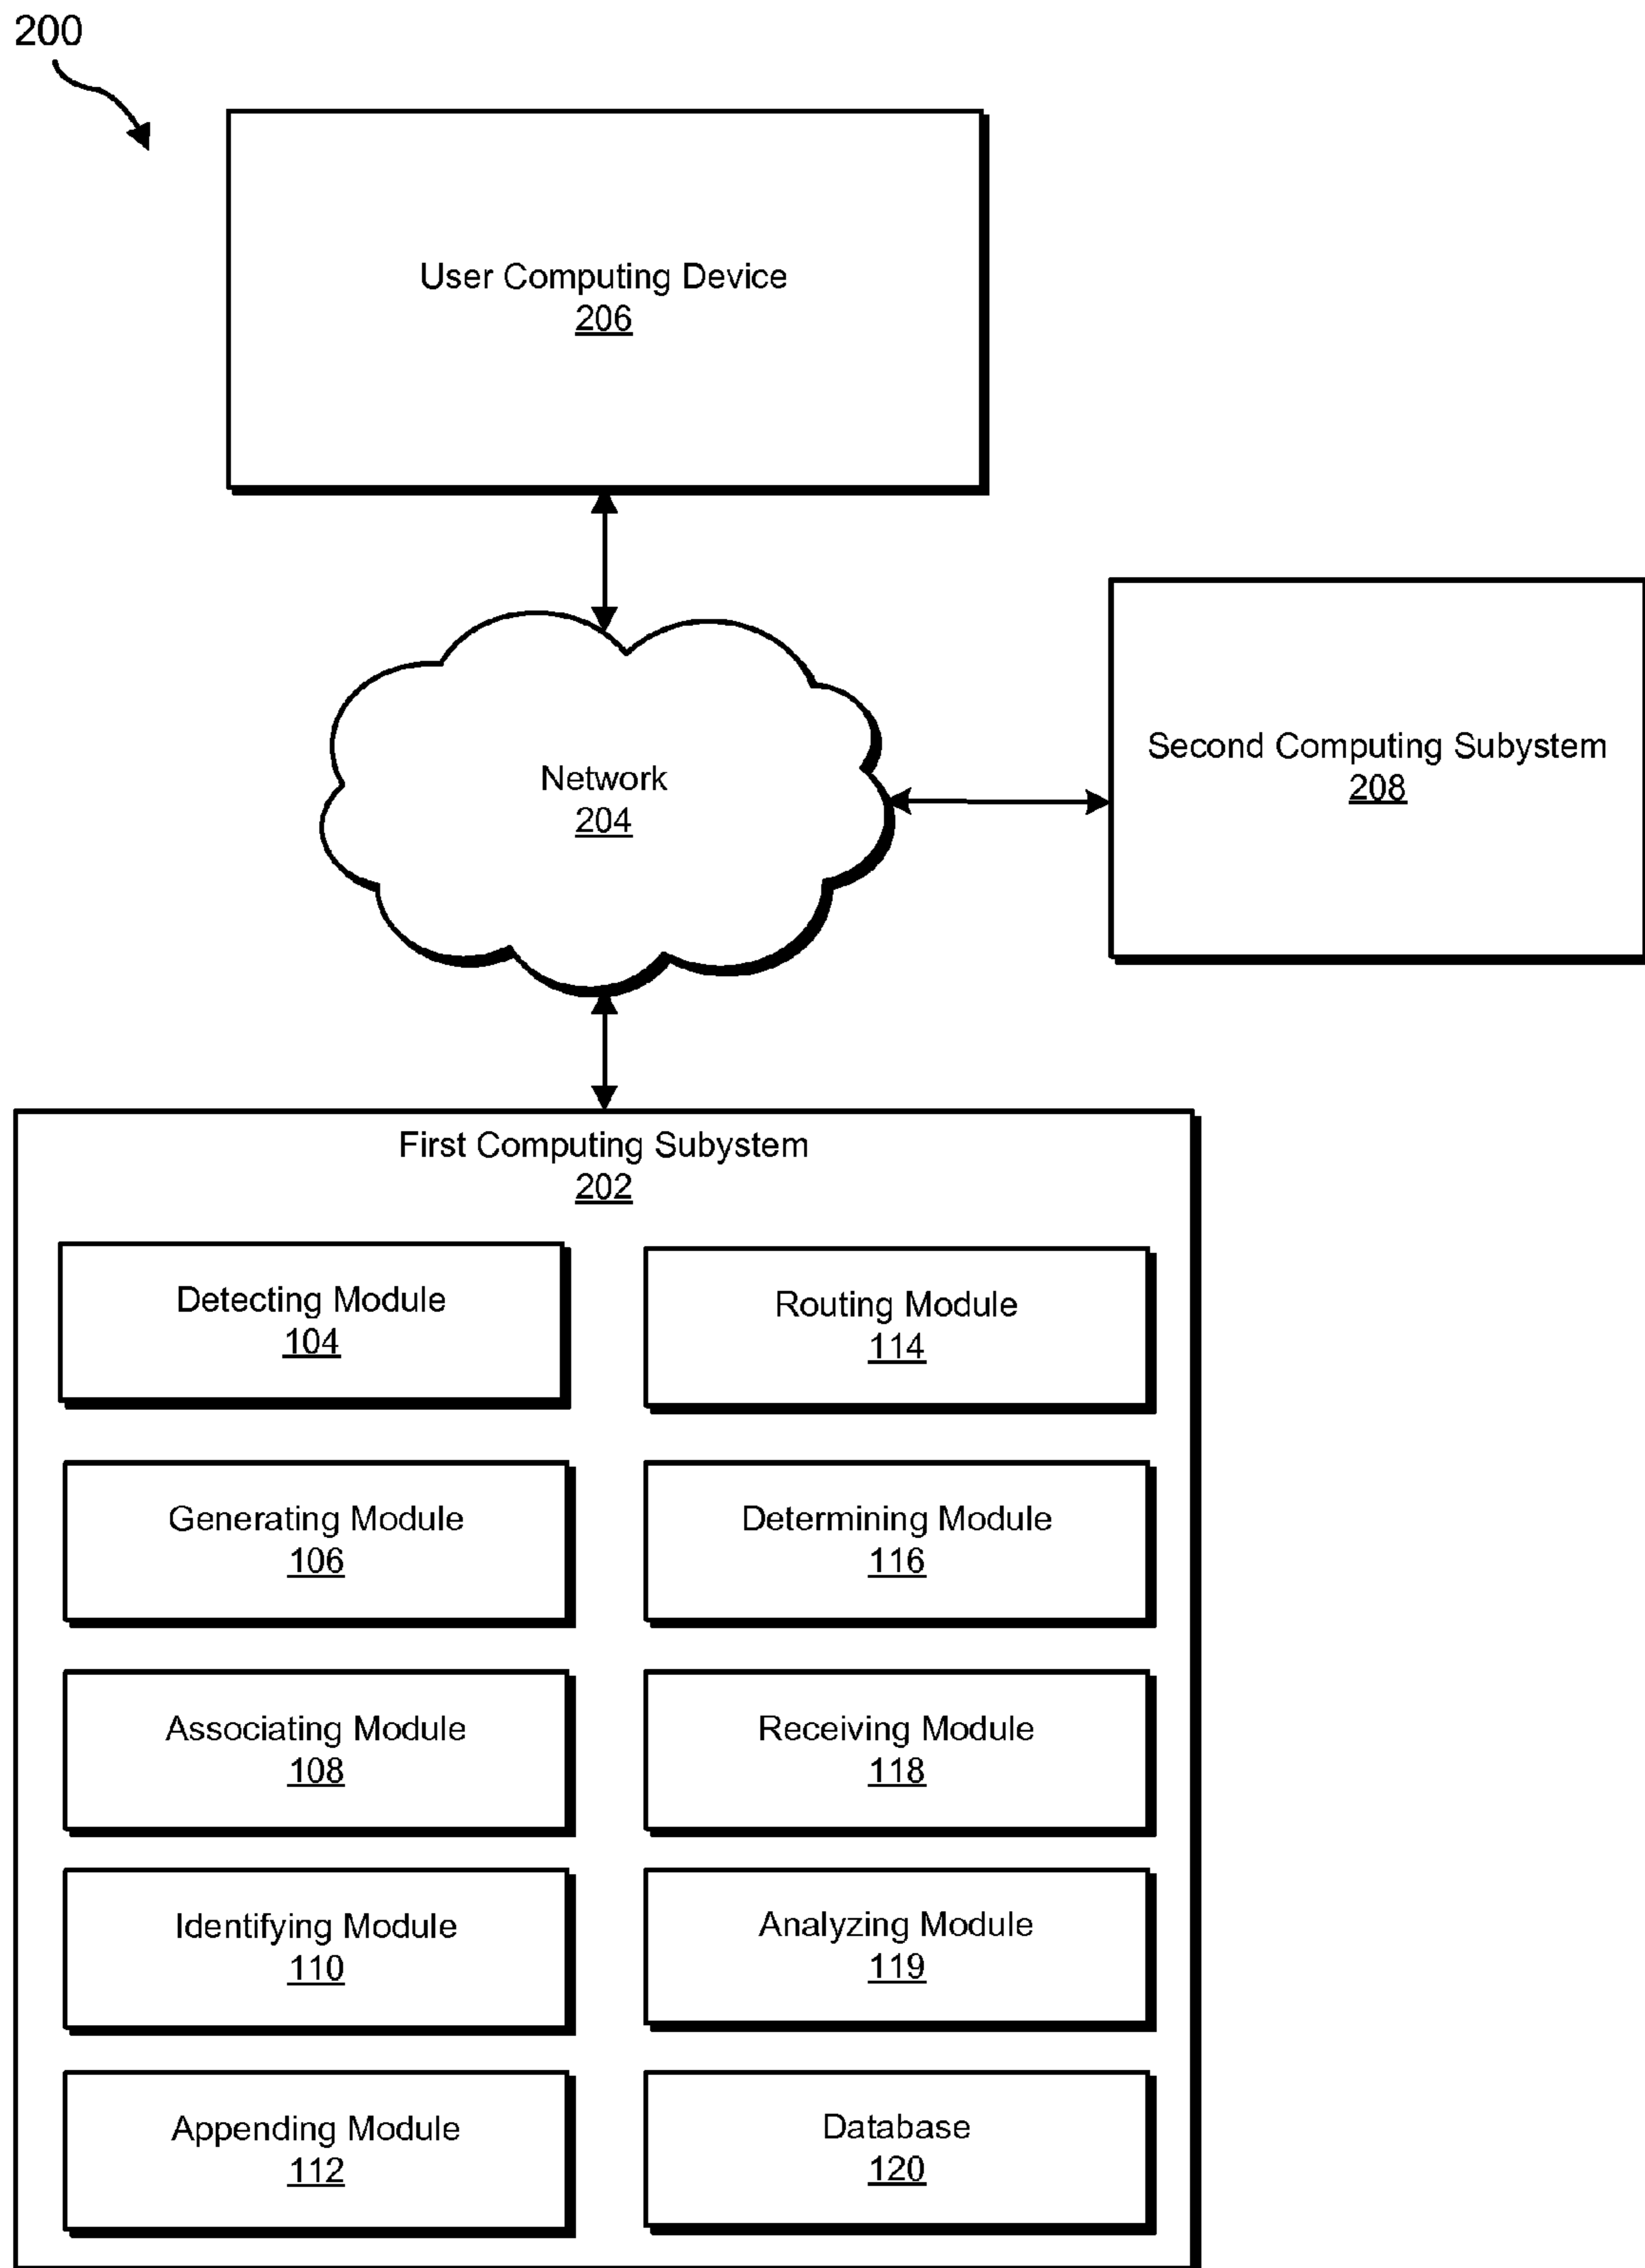 200
User Computing Device
206
Network
204
Second Computing Subystem
208
First Computing Subystem
202
Detecting Module
104
Routing Module
114
Generating Module
106
Determining Module
116
Associating Module
108
Receiving Module
118
Identifying Module
110
Analyzing Module
119
Appending Module
112
Database
120